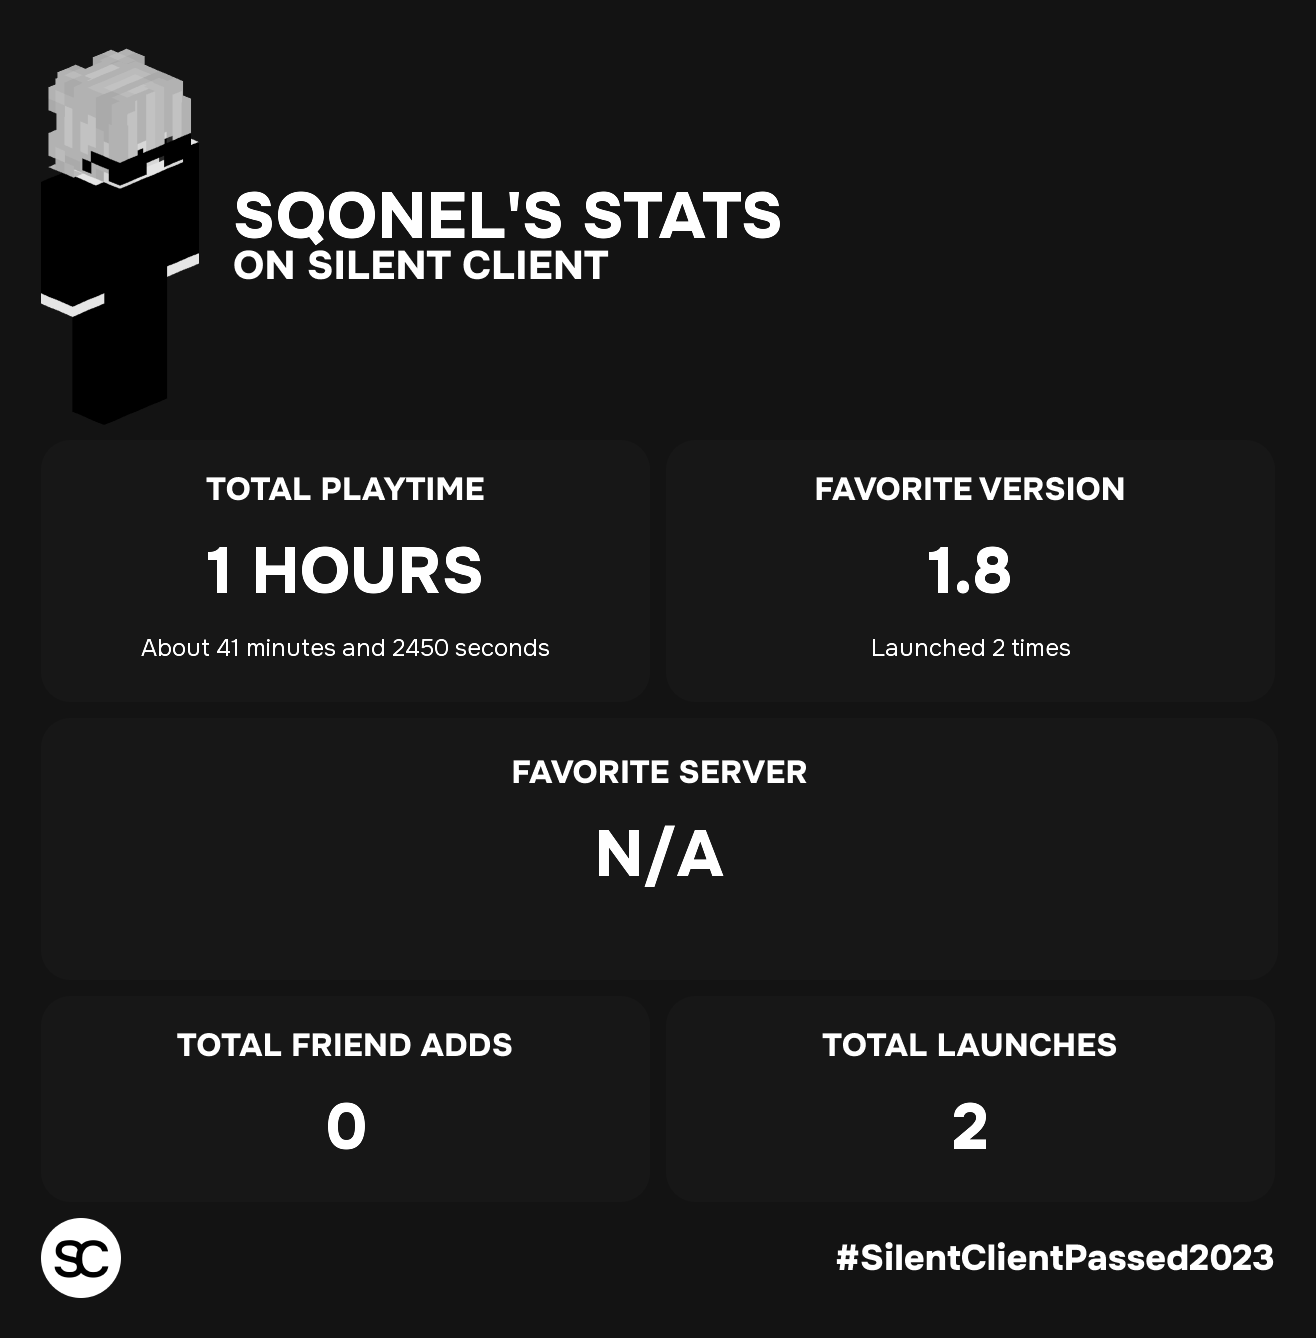 SQONEL'S STATS
ON SILENT CLIENT
TOTAL PLAYTIME
1 HOURS
About 41 minutes and 2450 seconds
FAVORITE VERSION
1.8
Launched 2 times
FAVORITE SERVER
N/A
TOTAL FRIEND ADDS
0
TOTAL LAUNCHES
2
SC
#SilentClientPassed2023